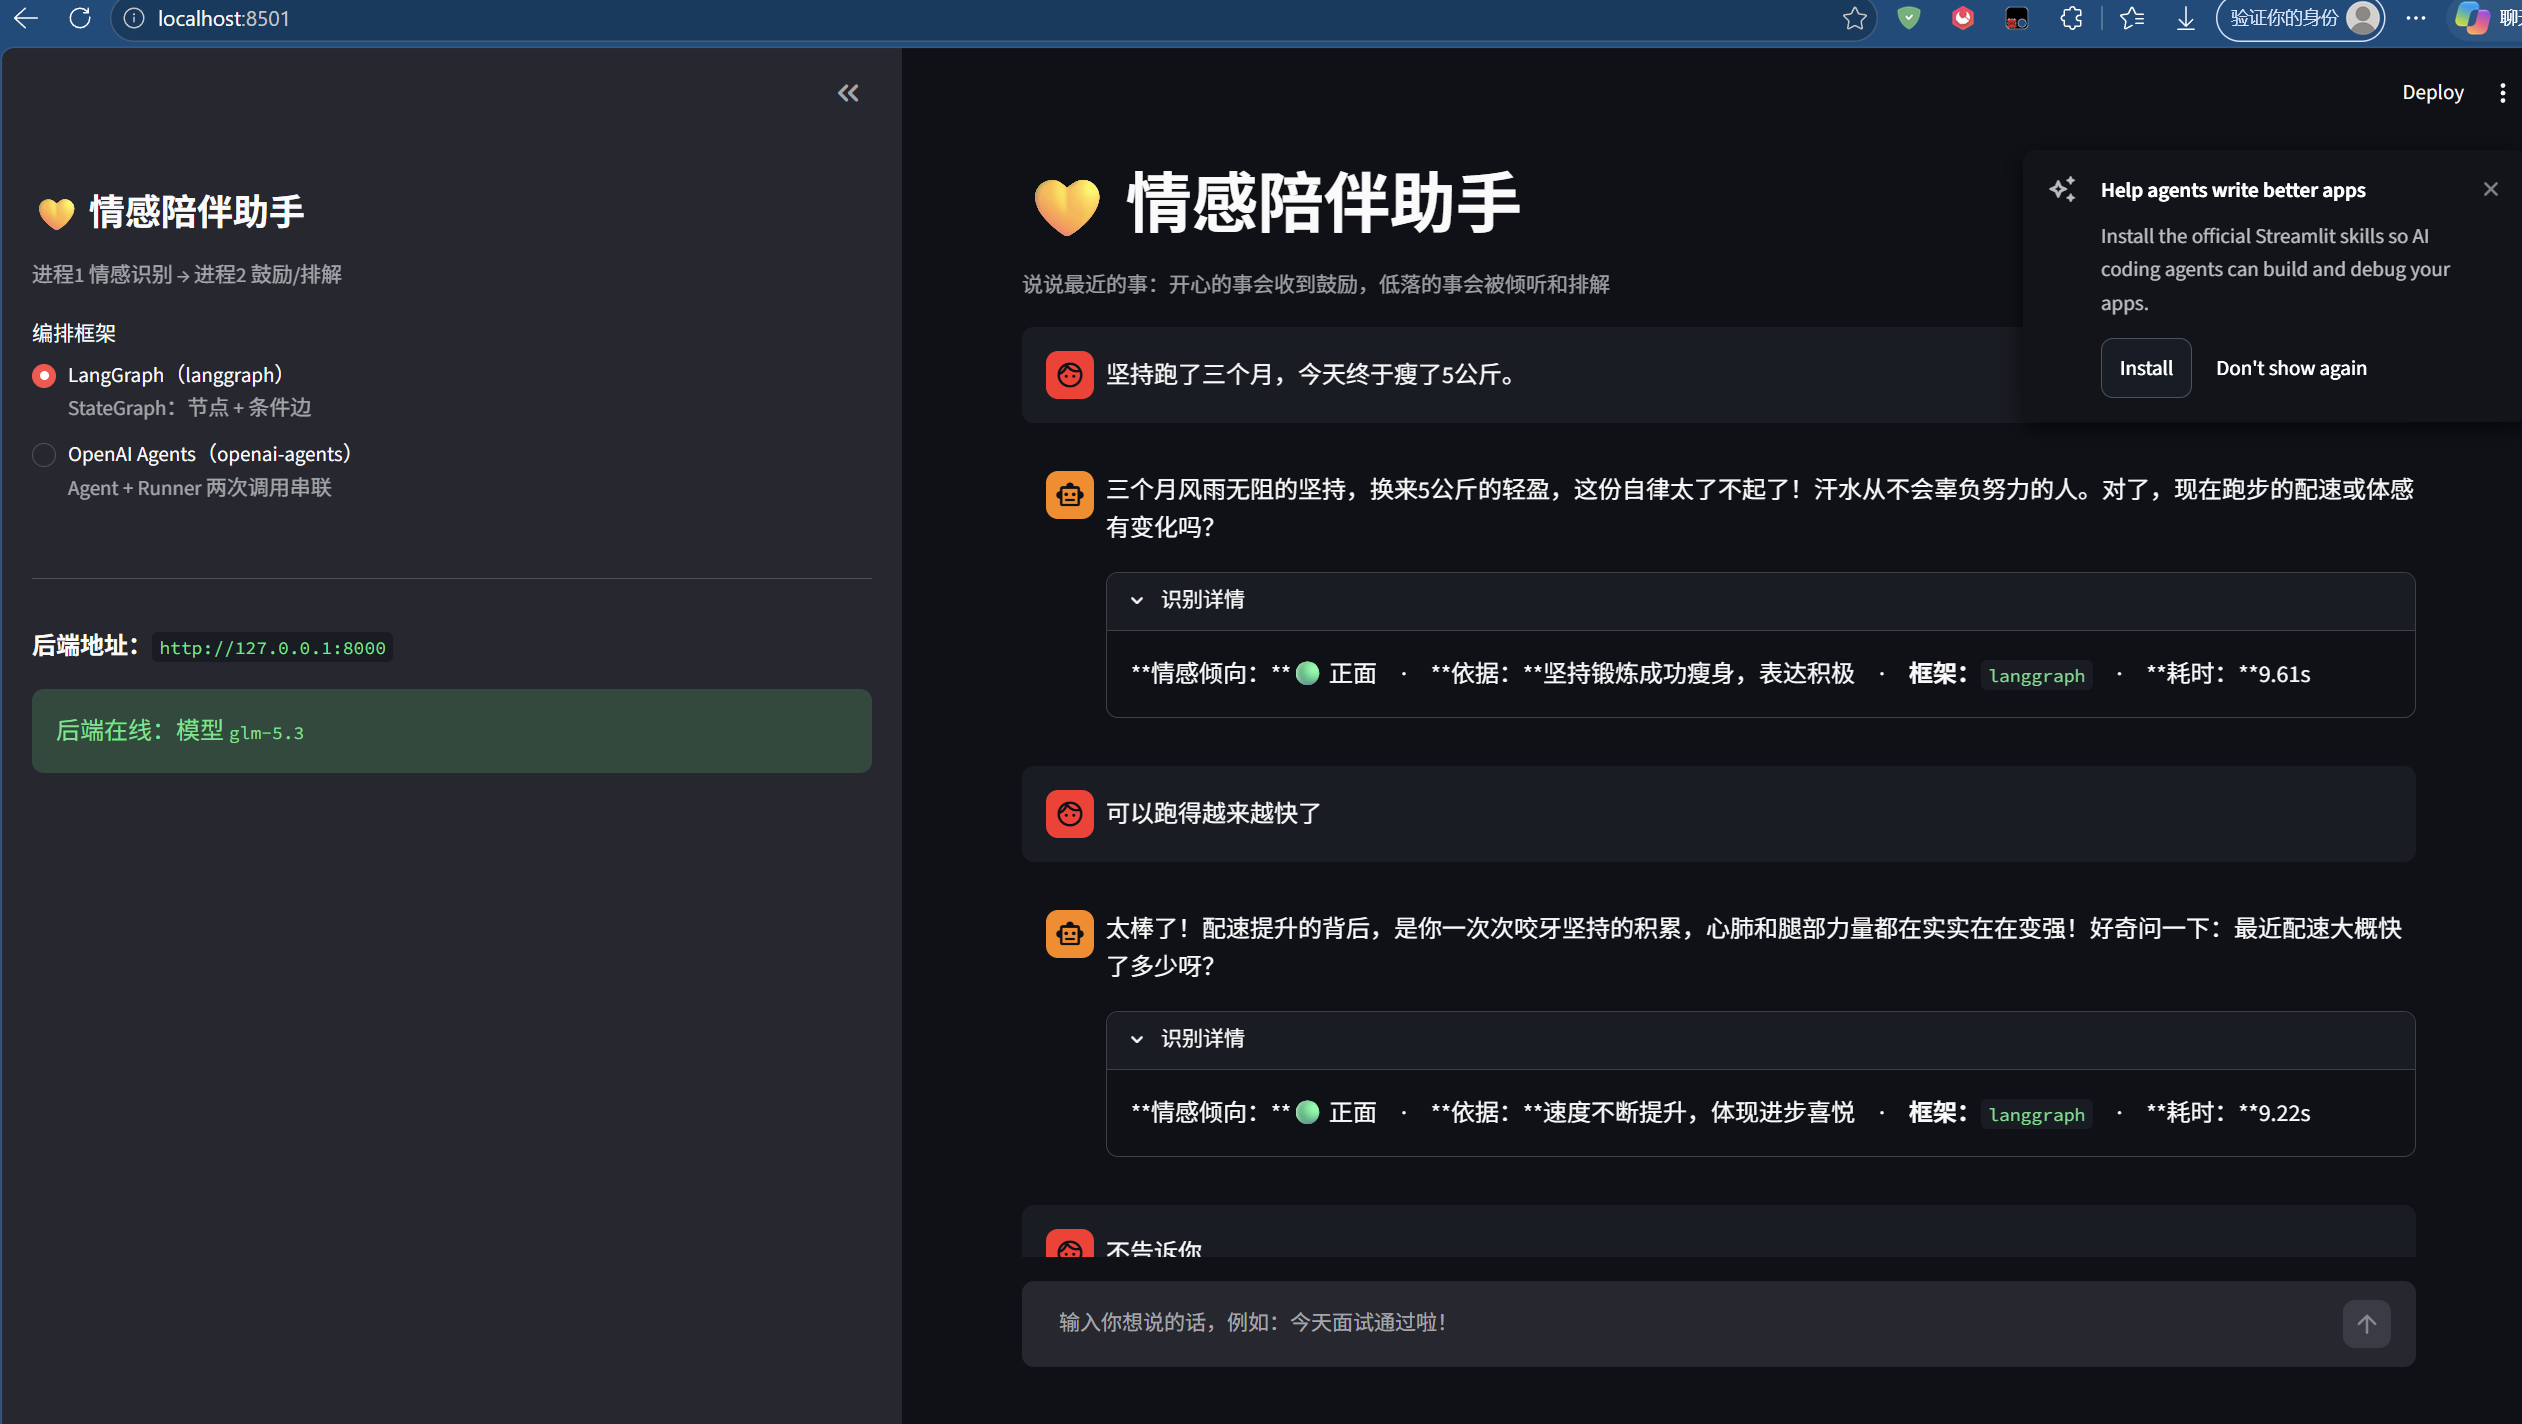 localhost:8501
验证你的身份
Deploy
💛 情感陪伴助手
进程1 情感识别 → 进程2 鼓励/排解
编排框架
LangGraph（langgraph）
StateGraph：节点 + 条件边
OpenAI Agents（openai-agents）
Agent + Runner 两次调用串联
后端地址： http://127.0.0.1:8000
后端在线：模型 glm-5.3
💛 情感陪伴助手
说说最近的事：开心的事会收到鼓励，低落的事会被倾听和排解
Help agents write better apps
Install the official Streamlit skills so AI
coding agents can build and debug your
apps.
Install Don't show again
坚持跑了三个月，今天终于瘦了5公斤。
三个月风雨无阻的坚持，换来5公斤的轻盈，这份自律太了不起了！汗水从不会辜负努力的人。对了，现在跑步的配速或体感
有变化吗？
识别详情
**情感倾向：**🟢 正面 · **依据：**坚持锻炼成功瘦身，表达积极 · 框架： langgraph · **耗时：**9.61s
可以跑得越来越快了
太棒了！配速提升的背后，是你一次次咬牙坚持的积累，心肺和腿部力量都在实实在在变强！好奇问一下：最近配速大概快
了多少呀？
识别详情
**情感倾向：**🟢 正面 · **依据：**速度不断提升，体现进步喜悦 · 框架： langgraph · **耗时：**9.22s
不告诉你
输入你想说的话，例如：今天面试通过啦！